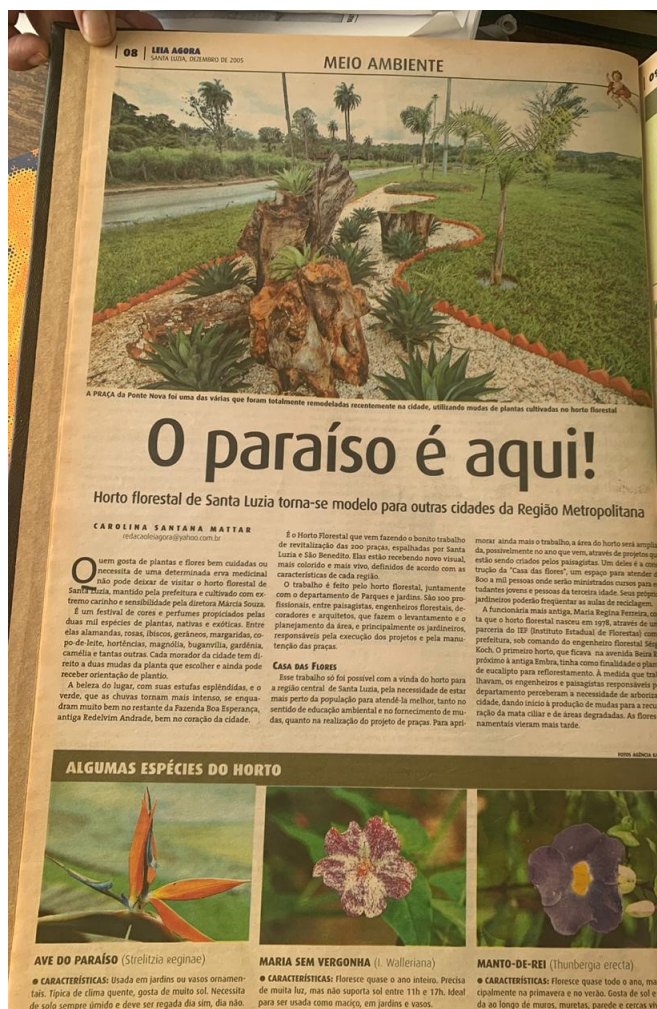 08
LEIA AGORA
SANTA LUZIA, DEZEMBRO DE 2005
MEIO AMBIENTE
A PRAÇA da Ponte Nova foi uma das várias que foram totalmente remodeladas recentemente na cidade, utilizando mudas de plantas cultivadas no horto florestal
O paraíso é aqui!
Horto florestal de Santa Luzia torna-se modelo para outras cidades da Região Metropolitana
CAROLINA SANTANA MATTAR
redacaoleiagora@yahoo.com.br
Quem gosta de plantas e flores bem cuidadas ou
necessita de uma determinada erva medicinal
não pode deixar de visitar o horto florestal de
Santa Luzia, mantido pela prefeitura e cultivado com ex-
tremo carinho e sensibilidade pela diretora Márcia Souza.
É um festival de cores e perfumes propiciados pelas
duas mil espécies de plantas, nativas e exóticas. Entre
elas alamandas, rosas, ibiscos, gerâneos, margaridas, co-
po-de-leite, hortências, magnólia, buganvilia, gardênia,
camélia e tantas outras. Cada morador da cidade tem di-
reito a duas mudas da planta que escolher e ainda pode
receber orientação de plantio.
A beleza do lugar, com suas estufas esplêndidas, e o
verde, que as chuvas tornam mais intenso, se enqua-
dram muito bem no restante da Fazenda Boa Esperança,
antiga Redelvim Andrade, bem no coração da cidade.
É o Horto Florestal que vem fazendo o bonito trabalho
de revitalização das 200 praças, espalhadas por Santa
Luzia e São Benedito. Elas estão recebendo novo visual,
mais colorido e mais vivo, definidos de acordo com as
características de cada região.
O trabalho é feito pelo horto florestal, juntamente
com o departamento de Parques e jardins. São 100 pro-
fissionais, entre paisagistas, engenheiros florestais, de-
coradores e arquitetos, que fazem o levantamento e o
planejamento da área, e principalmente os jardineiros,
responsáveis pela execução dos projetos e pela manu-
tenção das praças.
CASA DAS FLORES
Esse trabalho só foi possível com a vinda do horto para
a região central de Santa Luzia, pela necessidade de estar
mais perto da população para atendê-la melhor, tanto no
sentido de educação ambiental e no fornecimento de mu-
das, quanto na realização do projeto de praças. Para apri-
morar ainda mais o trabalho, a área do horto será amplia-
da, possivelmente no ano que vem, através de projetos
estão sendo criados pelos paisagistas. Um deles é a cons-
trução da "Casa das flores", um espaço para atender
800 a mil pessoas onde serão ministrados cursos para
tudantes jovens e pessoas da terceira idade. Seus
jardineiros poderão freqüentar as aulas de reciclagem.
A funcionária mais antiga, Maria Regina Ferreira,
ta que o horto florestal nasceu em 1978, através de
parceria do IEF (Instituto Estadual de Florestas) com
prefeitura, sob comando do engenheiro florestal
Koch. O primeiro horto, que ficava na avenida Beira
próximo à antiga Embra, tinha como finalidade o
de eucalipto para reflorestamento. À medida que
lhavam, os engenheiros e paisagistas responsáveis
departamento perceberam a necessidade de
cidade, dando início à produção de mudas para a
ração da mata ciliar e de áreas degradadas. As flores
namentais vieram mais tarde.
FOTOS AGÊNCIA
ALGUMAS ESPÉCIES DO HORTO
AVE DO PARAÍSO (Strelitzia Reginae)
● CARACTERÍSTICAS: Usada em jardins ou vasos ornamen-
tais. Típica de clima quente, gosta de muito sol. Necessita
de solo sempre úmido e deve ser regada dia sim, dia não.
MARIA SEM VERGONHA (I. Walleriana)
● CARACTERÍSTICAS: Floresce que o ano inteiro. Precisa
de muita luz, mas não suporta sol entre 11h e 17h. Ideal
para ser usada como maciço, em jardins e vasos.
MANTO-DE-REI (Thunbergia erecta)
● CARACTERÍSTICAS: Floresce quase todo o ano,
cipalmente na primavera e no verão. Gosta de sol e
da ao longo de muros, muretas, parede e cercas